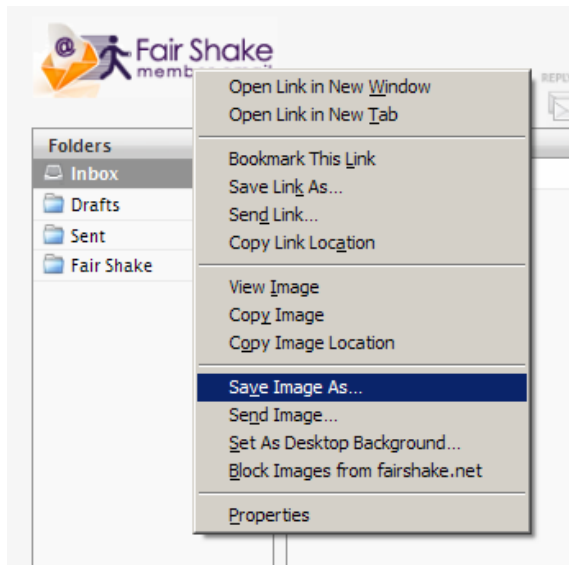 @ Fair Shake
REPLY
Open Link in New Window
Open Link in New Tab
Folders
Inbox
Drafts
Sent
Fair Shake
Bookmark This Link
Save Link As...
Send Link...
Copy Link Location
View Image
Copy Image
Copy Image Location
Save Image As...
Send Image...
Set As Desktop Background...
Block Images from fairshake.net
Properties